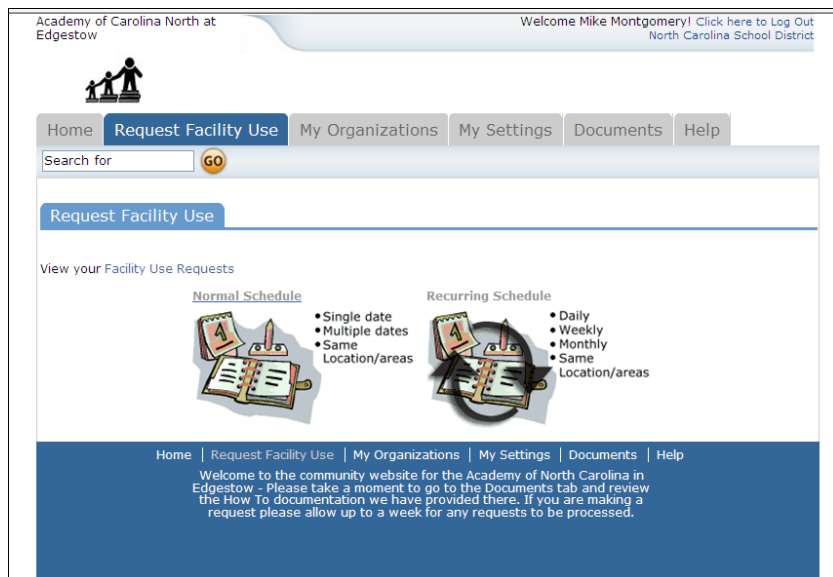 Academy of Carolina North at
Edgestow
Welcome Mike Montgomery! Click here to Log Out
North Carolina School District
Home Request Facility Use My Organizations My Settings Documents Help
Search for GO
Request Facility Use
View your Facility Use Requests
Normal Schedule
• Single date
• Multiple dates
• Same
Location/areas
Recurring Schedule
• Daily
• Weekly
• Monthly
• Same
Location/areas
1
1
Home | Request Facility Use | My Organizations | My Settings | Documents | Help
Welcome to the community website for the Academy of North Carolina in
Edgestow - Please take a moment to go to the Documents tab and review
the How To documentation we have provided there. If you are making a
request please allow up to a week for any requests to be processed.